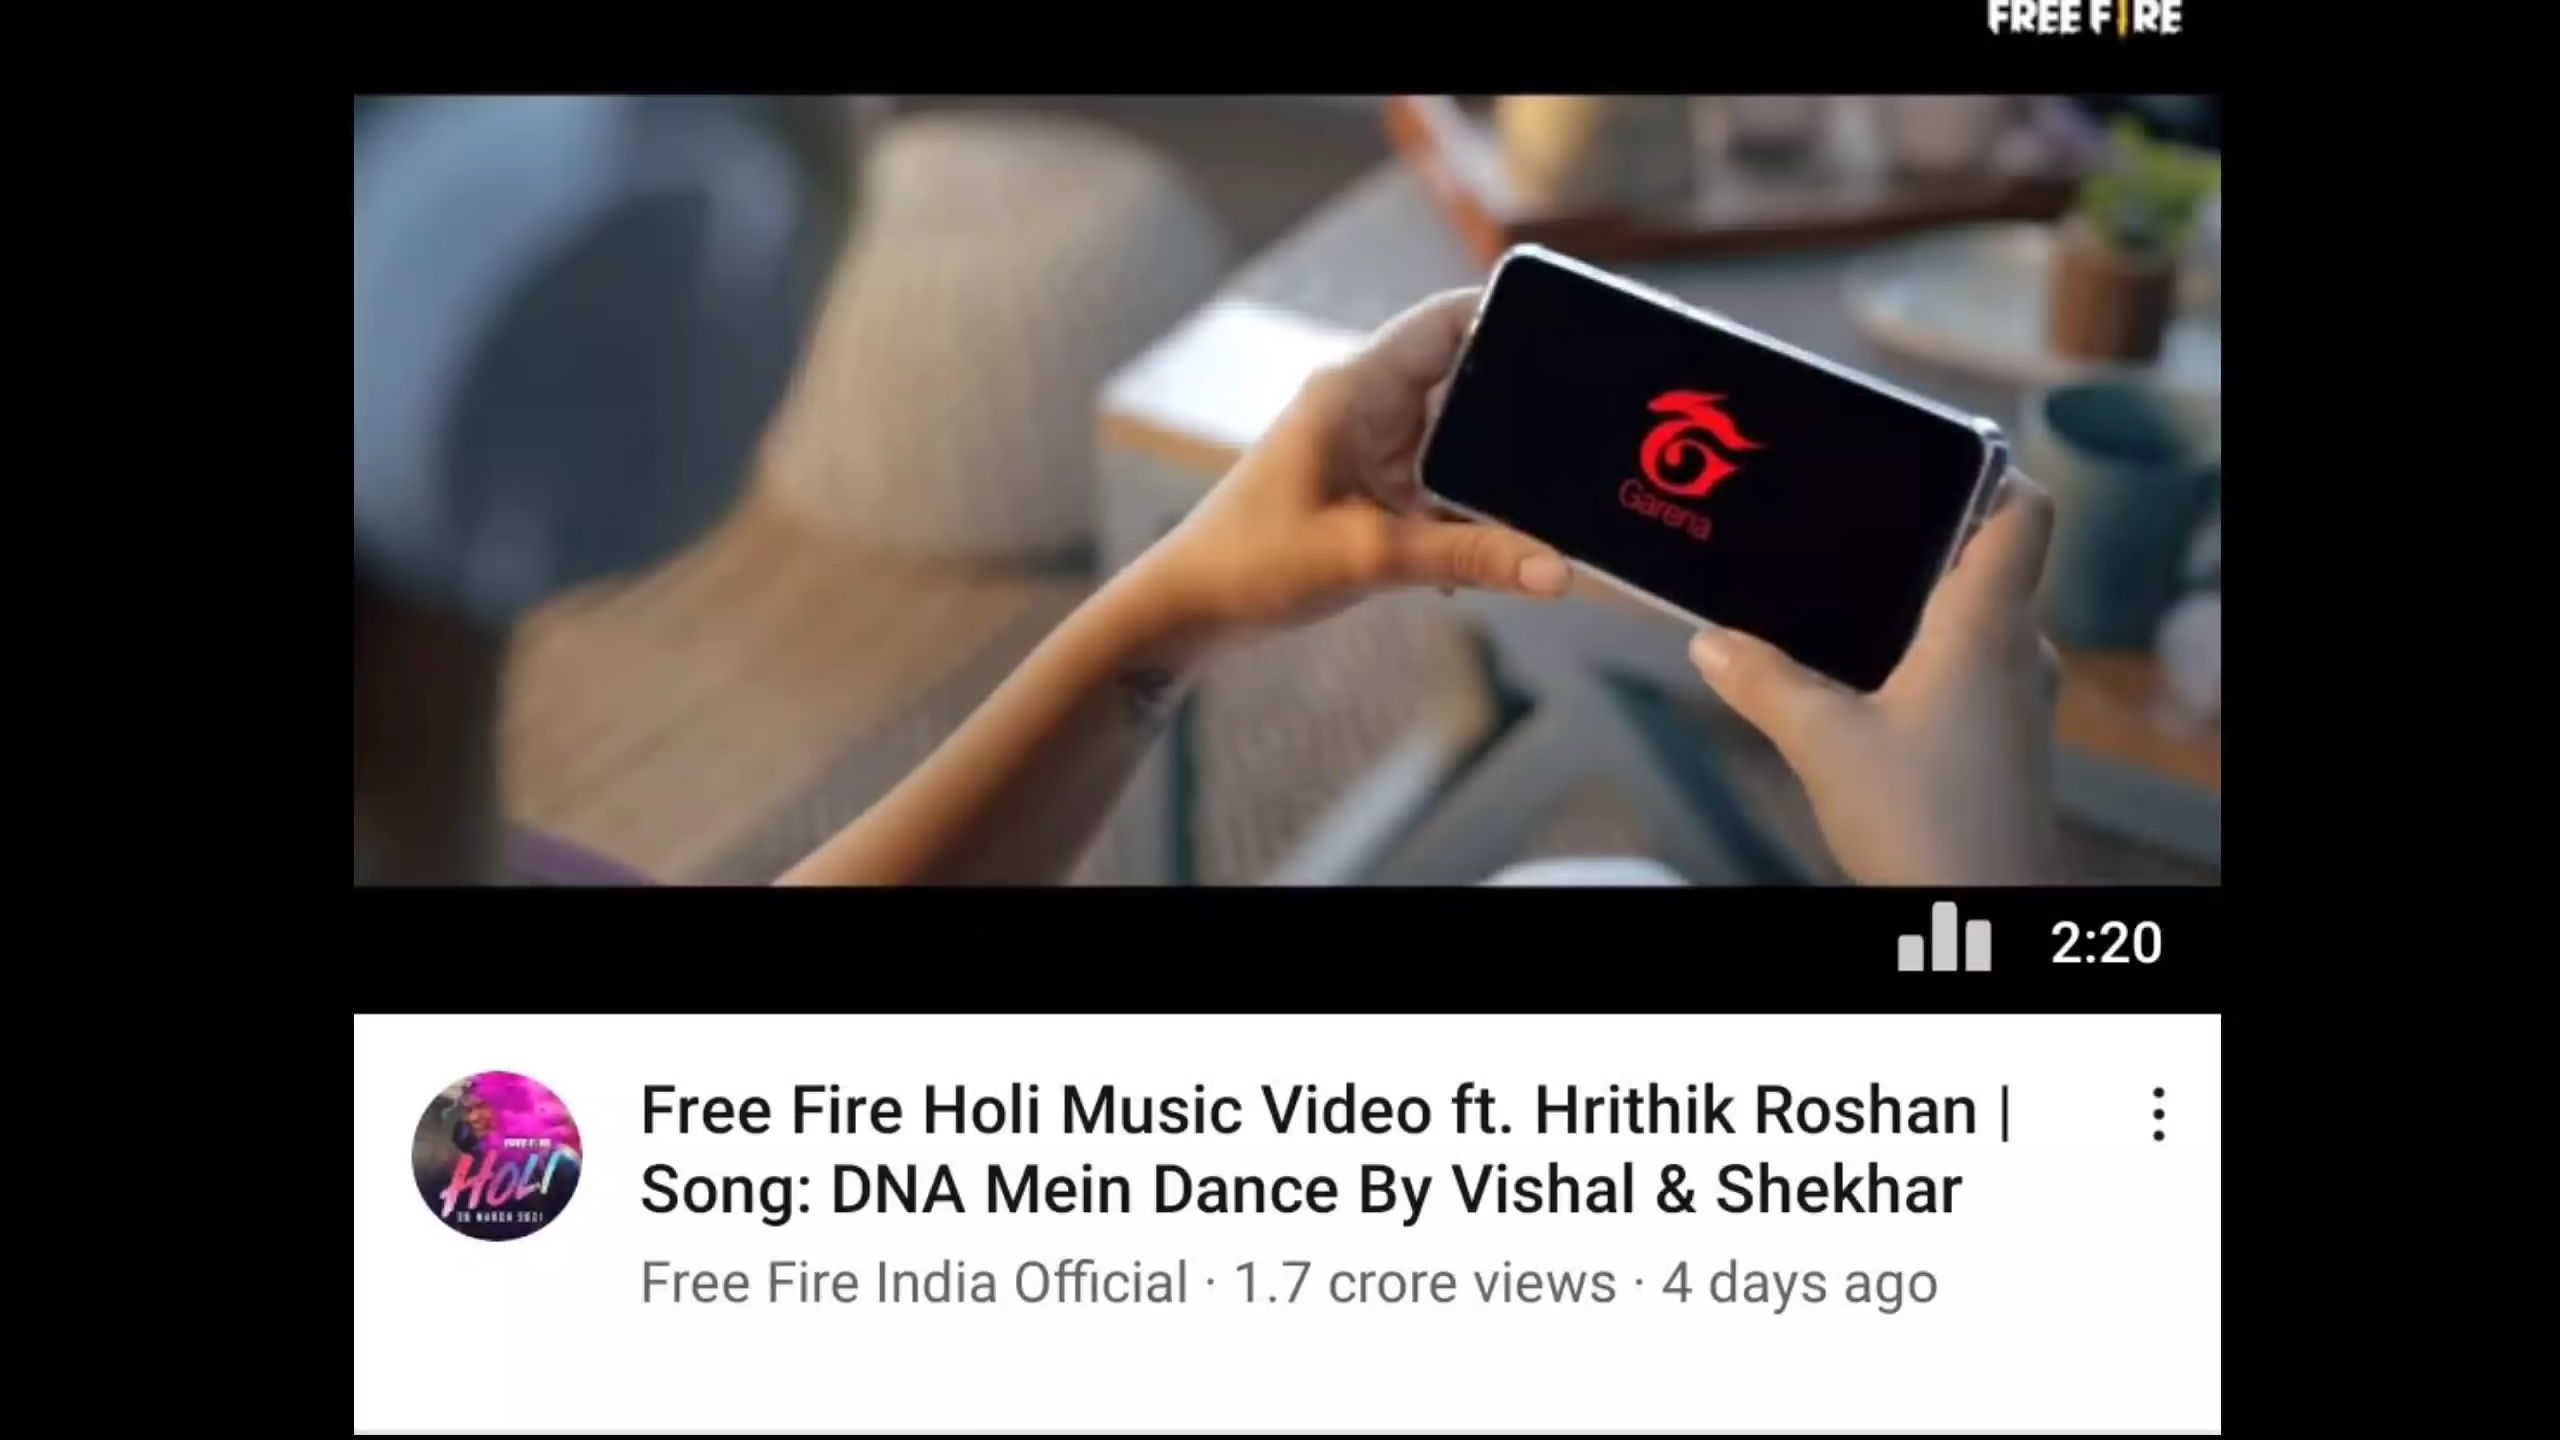 FREE FIRE
Garena
2:20
Free Fire Holi Music Video ft. Hrithik Roshan |
Song: DNA Mein Dance By Vishal & Shekhar
Free Fire India Official · 1.7 crore views · 4 days ago
HOLI